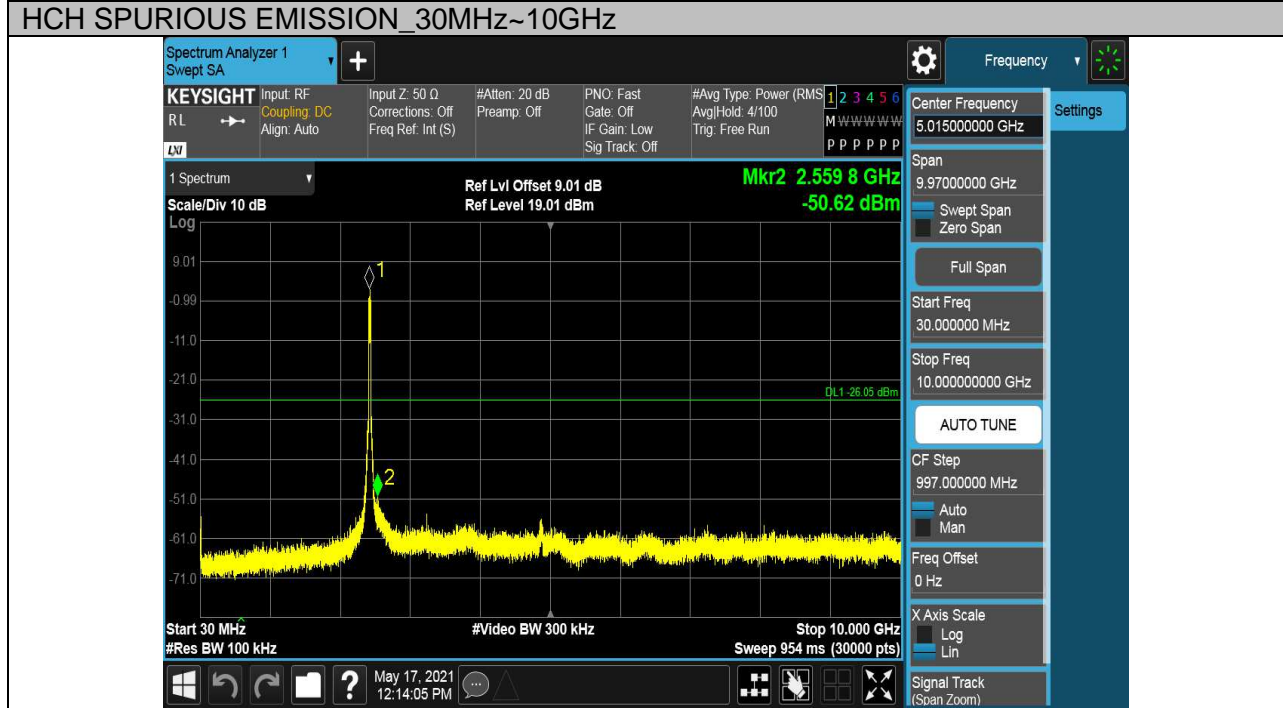 HCH SPURIOUS EMISSION_30MHz~10GHz
Spectrum Analyzer 1
Swept SA
Frequency
KEYSIGHT
RL
LXI
Input: RF
Coupling: DC
Align: Auto
Input Z: 50 Ω
Corrections: Off
Freq Ref: Int (S)
#Atten: 20 dB
Preamp: Off
PNO: Fast
Gate: Off
IF Gain: Low
Sig Track: Off
#Avg Type: Power (RMS
Avg|Hold: 4/100
Trig: Free Run
1 2 3 4 5 6
M W W W W W
P P P P P P
1 Spectrum
Scale/Div 10 dB
Ref Lvl Offset 9.01 dB
Ref Level 19.01 dBm
Mkr2 2.559 8 GHz
-50.62 dBm
Log
9.01
-0.99
-11.0
-21.0
-31.0
-41.0
-51.0
-61.0
-71.0
1
2
DL1 -26.05 dBm
Start 30 MHz
#Res BW 100 kHz
#Video BW 300 kHz
Stop 10.000 GHz
Sweep 954 ms (30000 pts)
Center Frequency
5.015000000 GHz
Settings
Span
9.97000000 GHz
Swept Span
Zero Span
Full Span
Start Freq
30.000000 MHz
Stop Freq
10.000000000 GHz
AUTO TUNE
CF Step
997.000000 MHz
Auto
Man
Freq Offset
0 Hz
X Axis Scale
Log
Lin
Signal Track
(Span Zoom)
?
May 17, 2021
12:14:05 PM